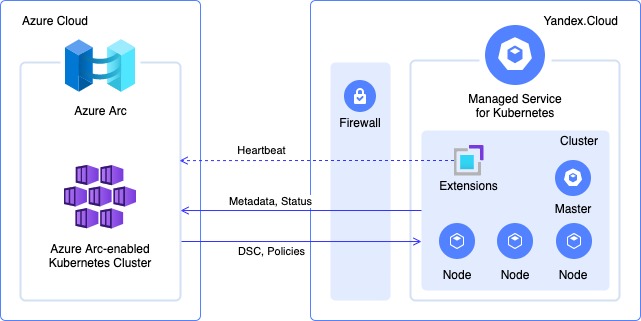 Azure Cloud
Azure Arc
Azure Arc-enabled
Kubernetes Cluster
Heartbeat
Metadata, Status
DSC, Policies
Yandex.Cloud
Firewall
Managed Service
for Kubernetes
Cluster
Extensions
Master
Node
Node
Node